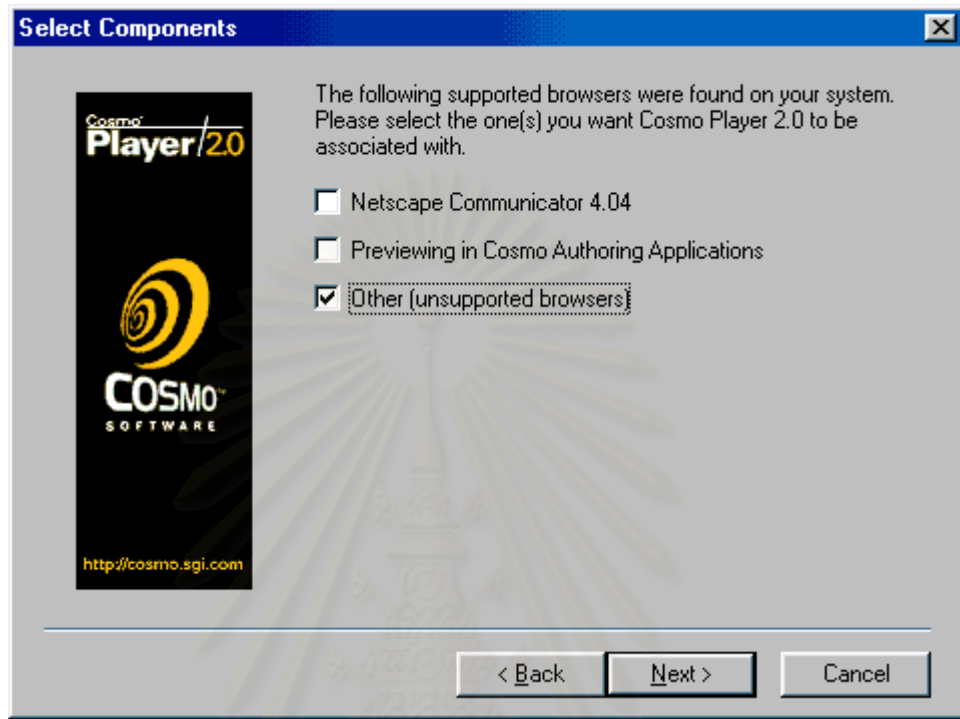 Select Components
Cosmo
Player 2.0
COSMO™
SOFTWARE
http://cosmo.sgi.com
The following supported browsers were found on your system.
Please select the one(s) you want Cosmo Player 2.0 to be
associated with.
Netscape Communicator 4.04
Previewing in Cosmo Authoring Applications
Other (unsupported browsers)
< Back
Next >
Cancel